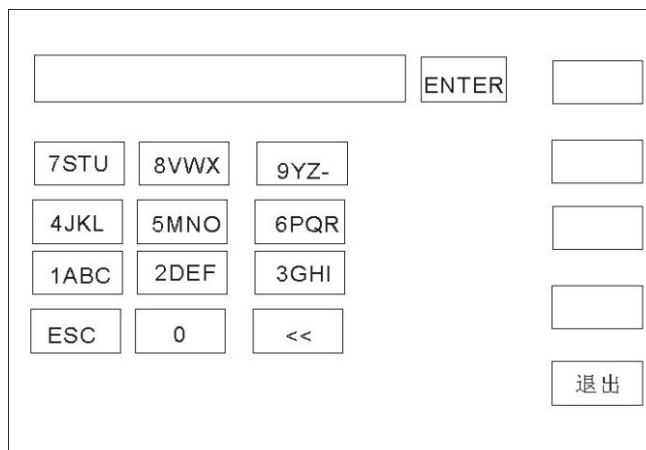 ENTER
7STU 8VWX 9YZ-
4JKL 5MNO 6PQR
1ABC 2DEF 3GHI
ESC 0 <<
退出